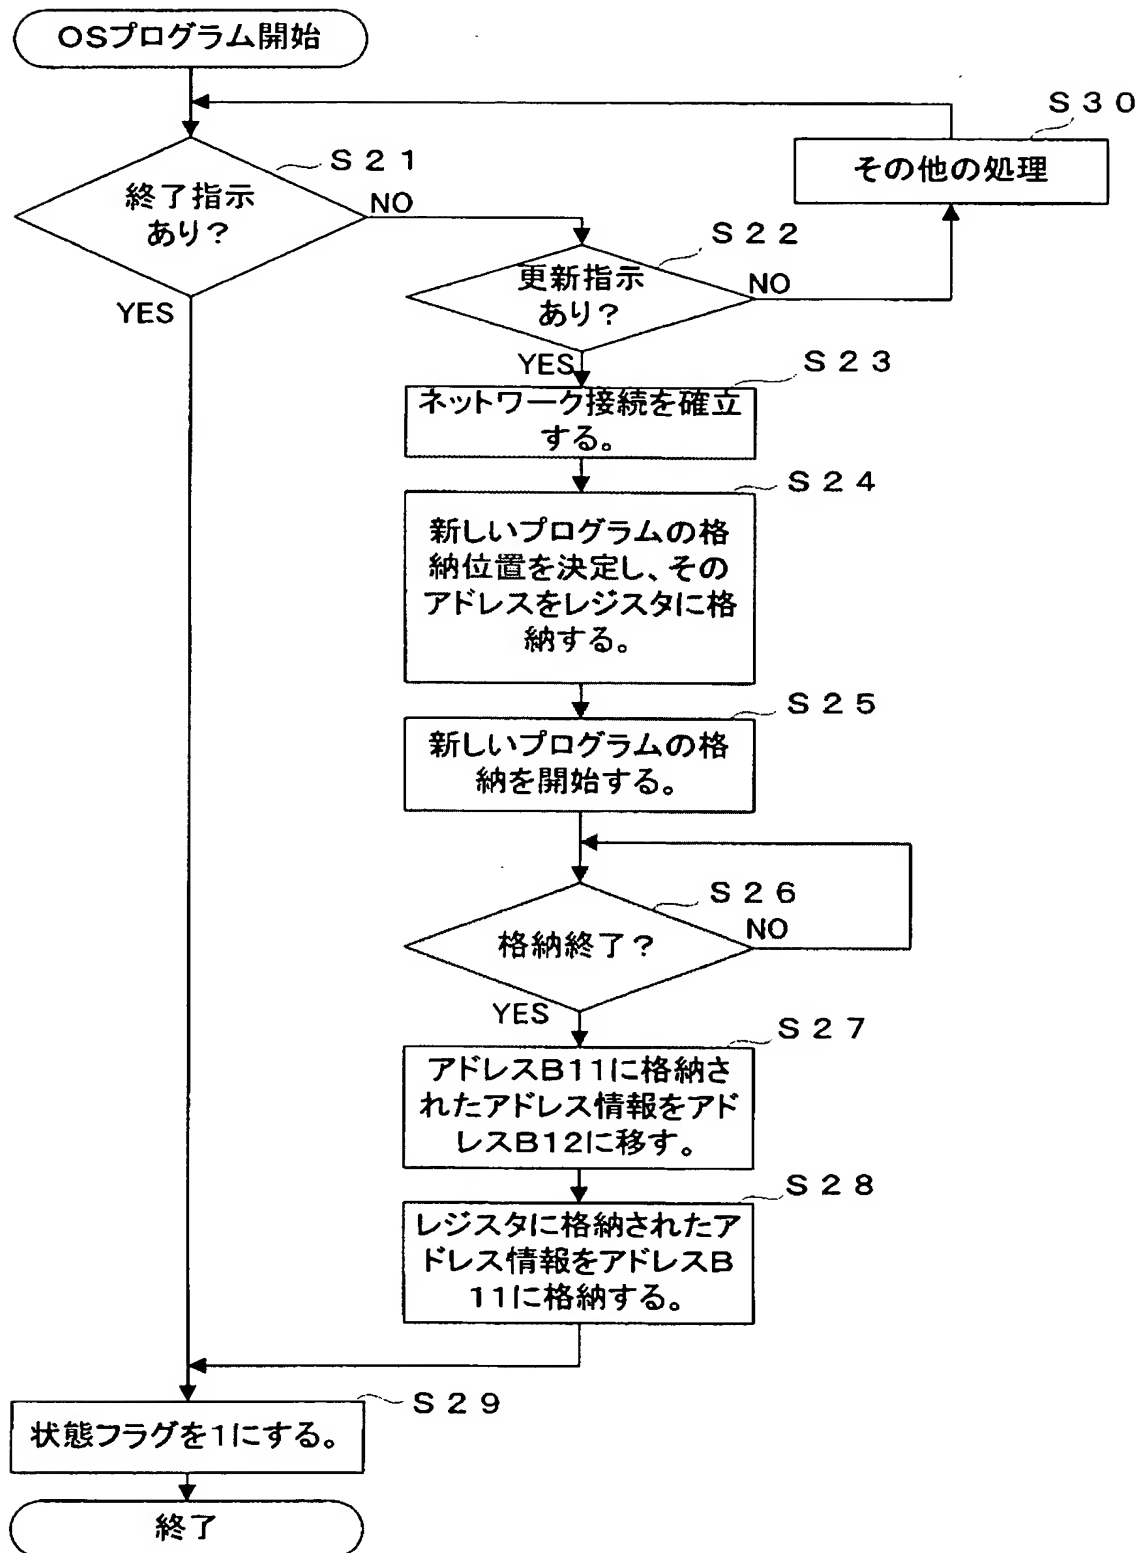 OSプログラム開始
S30
その他の処理
S21
終了指示
あり?
NO
YES
S22
更新指示
あり?
NO
YES
S23
ネットワーク接続を確立
する。
S24
新しいプログラムの格
納位置を決定し、その
アドレスをレジスタに格
納する。
S25
新しいプログラムの格
納を開始する。
S26
格納終了?
NO
YES
S27
アドレスB11に格納さ
れたアドレス情報をアド
レスB12に移す。
S28
レジスタに格納されたア
ドレス情報をアドレスB
11に格納する。
S29
状態フラグを1にする。
終了